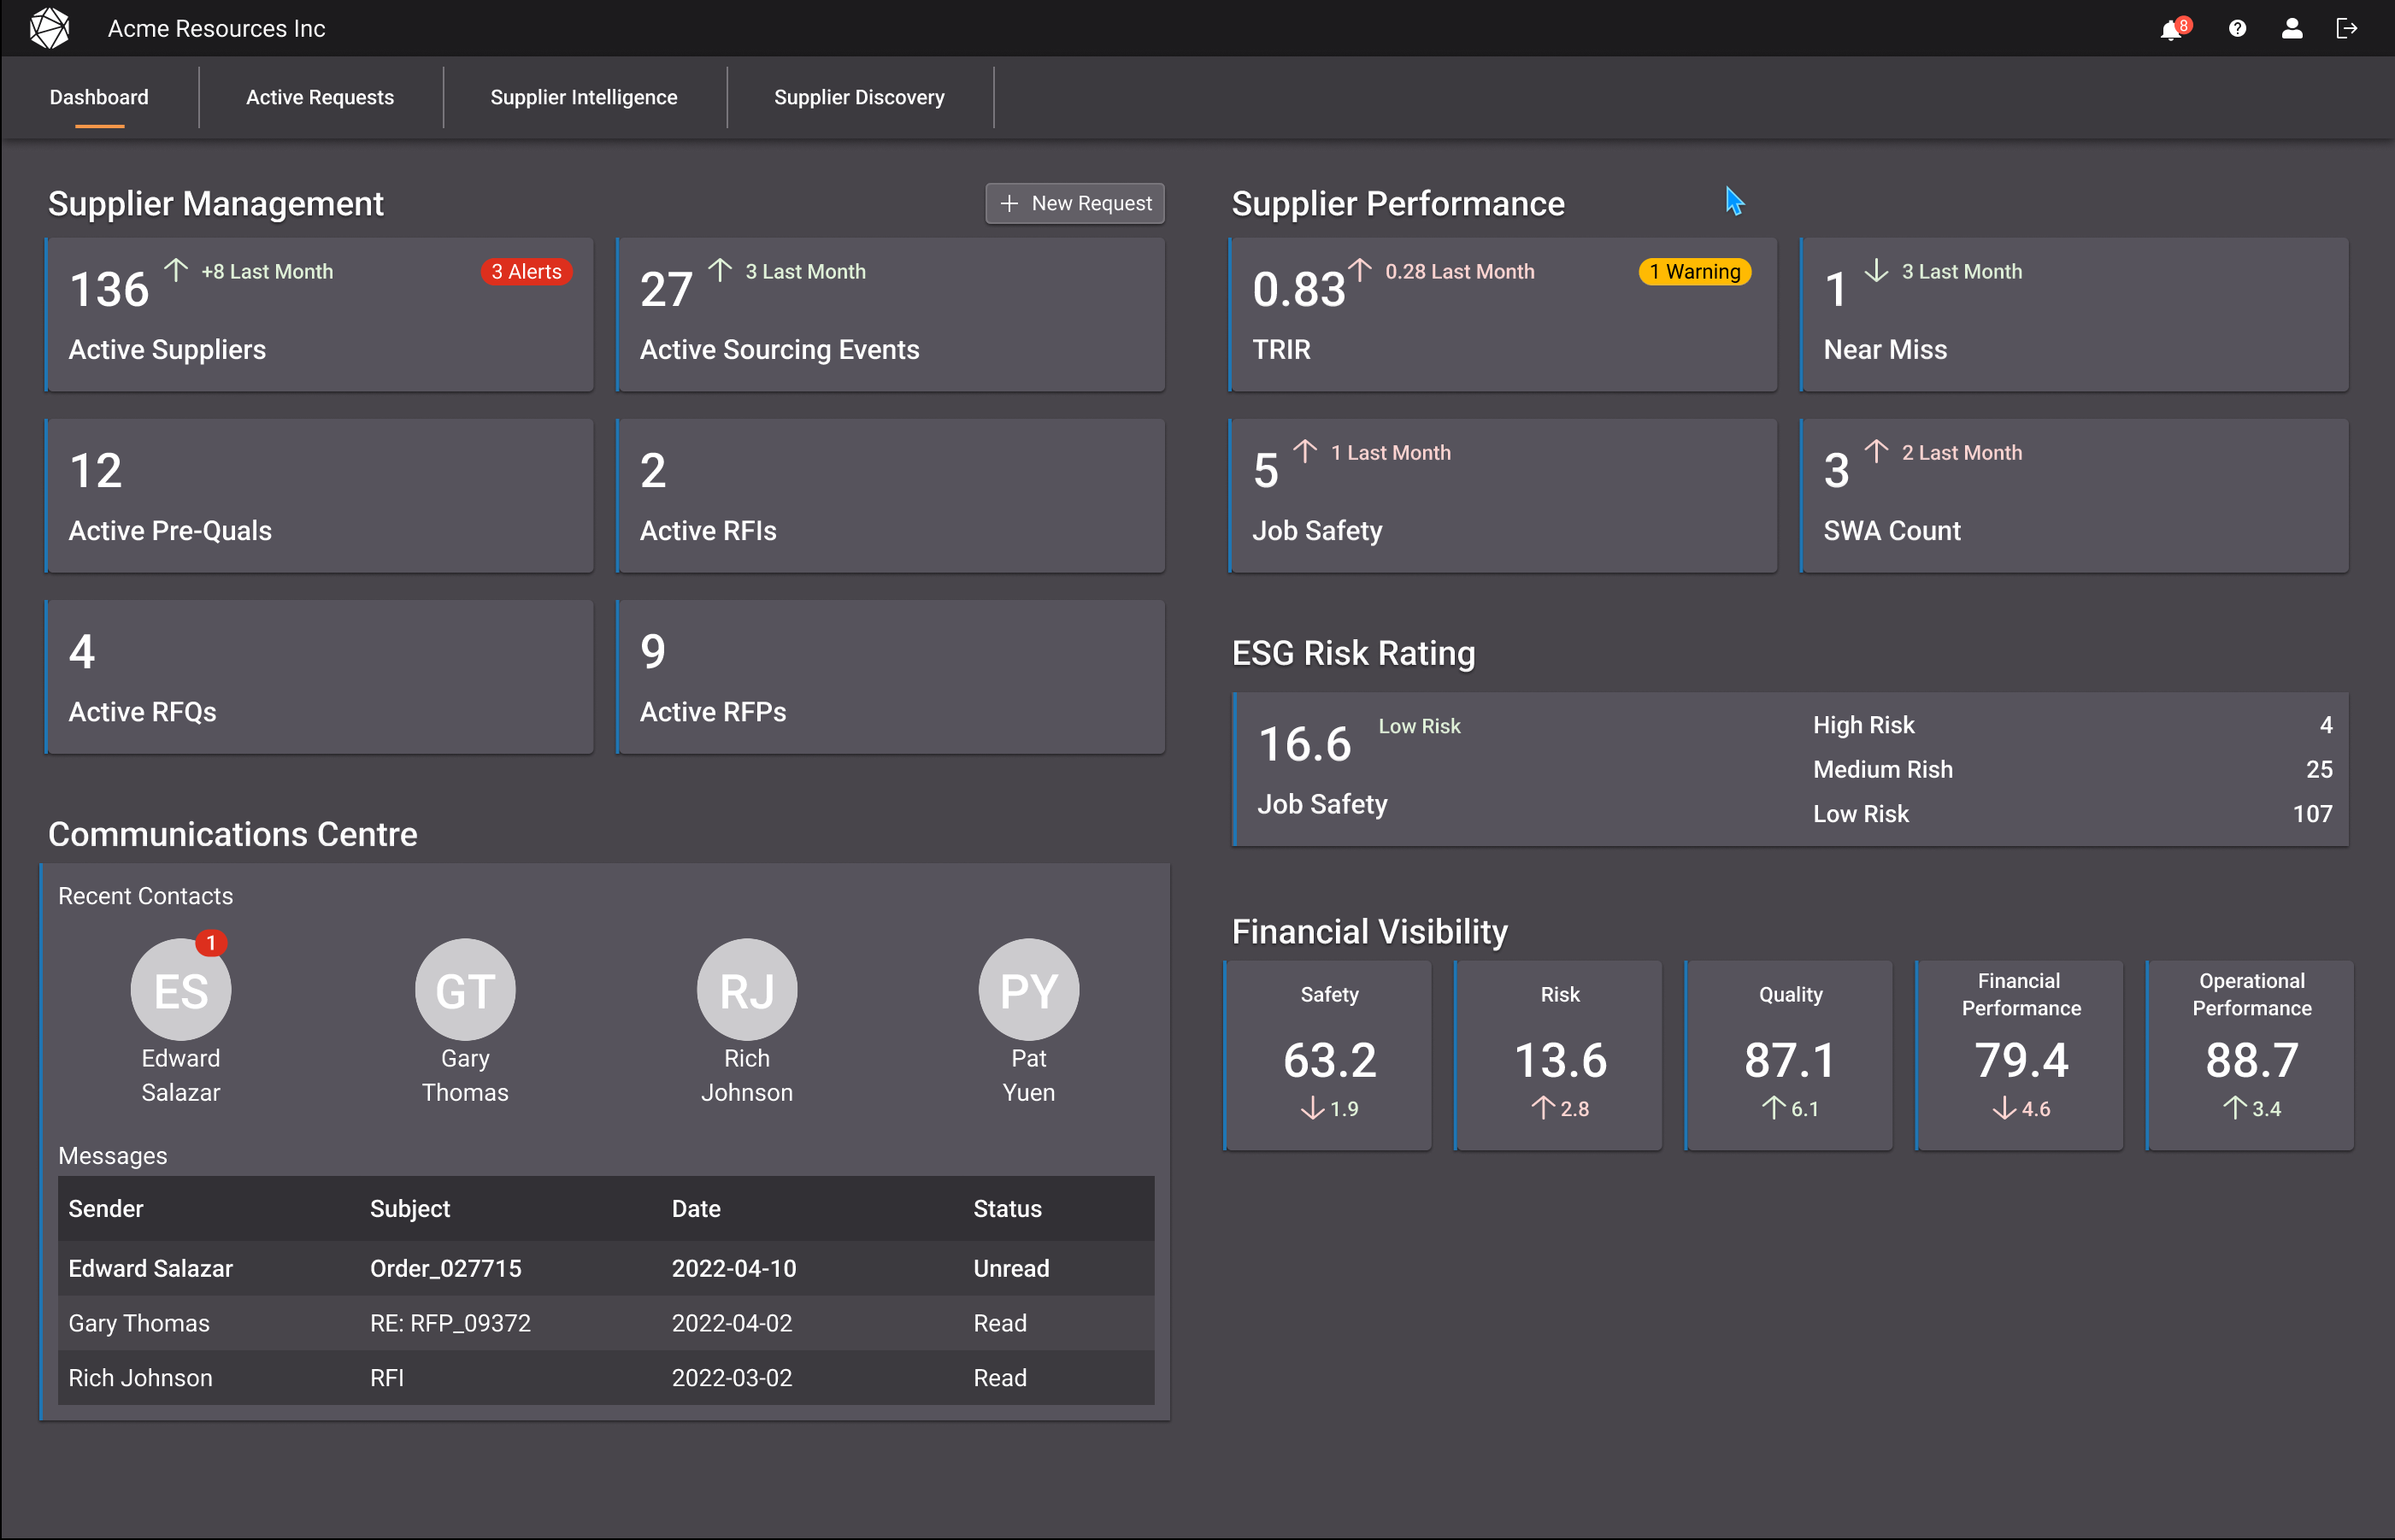 Acme Resources Inc
8
Dashboard
Active Requests
Supplier Intelligence
Supplier Discovery
Supplier Management
+ New Request
136
+8 Last Month
3 Alerts
Active Suppliers
27
3 Last Month
Active Sourcing Events
12
Active Pre-Quals
2
Active RFIs
4
Active RFQs
9
Active RFPs
Communications Centre
Recent Contacts
1
ES
Edward
Salazar
GT
Gary
Thomas
RJ
Rich
Johnson
PY
Pat
Yuen
Messages
Sender Subject Date Status
Edward Salazar Order_027715 2022-04-10 Unread
Gary Thomas RE: RFP_09372 2022-04-02 Read
Rich Johnson RFI 2022-03-02 Read
Supplier Performance
0.83
0.28 Last Month
1 Warning
TRIR
1
3 Last Month
Near Miss
5
1 Last Month
Job Safety
3
2 Last Month
SWA Count
ESG Risk Rating
16.6
Low Risk
Job Safety
High Risk 4
Medium Rish 25
Low Risk 107
Financial Visibility
Safety
63.2
1.9
Risk
13.6
2.8
Quality
87.1
6.1
Financial
Performance
79.4
4.6
Operational
Performance
88.7
3.4